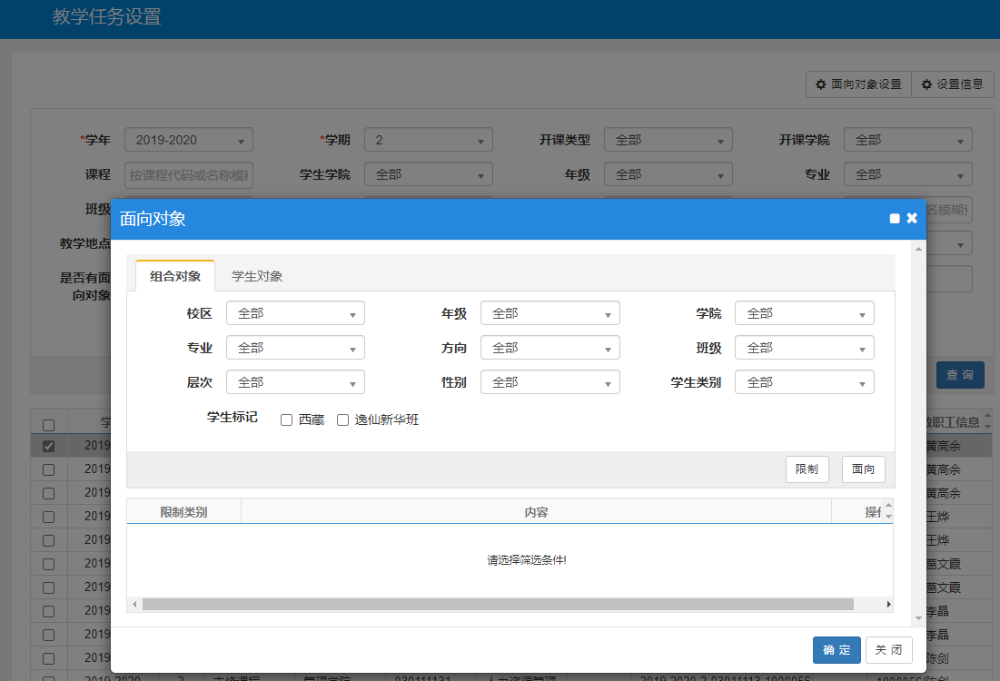 教学任务设置
面向对象设置 设置信息
*学年 2019-2020 *学期 2 开课类型 全部 开课学院 全部
课程 按课程代码或名称模糊 学生学院 全部 年级 全部 专业 全部
班级 名模糊
教学地点
是否有面
向对象
查 询
面向对象
组合对象 学生对象
校区 全部 年级 全部 学院 全部
专业 全部 方向 全部 班级 全部
层次 全部 性别 全部 学生类别 全部
学生标记 西藏 逸仙新华班
限制 面向
限制类别 内容 操作
请选择筛选条件!
确 定 关 闭
学 教职工信息
2019 黄高余
2019 黄高余
2019 黄高余
2019 王烨
2019 王烨
2019 葛文霞
2019 葛文霞
2019 李晶
2019 李晶
2019 陈剑
2019-2020 2 主修课程 管理学院 030111131 人力资源管理 2019-2020-2-03011113-1000056 1000056/陈剑